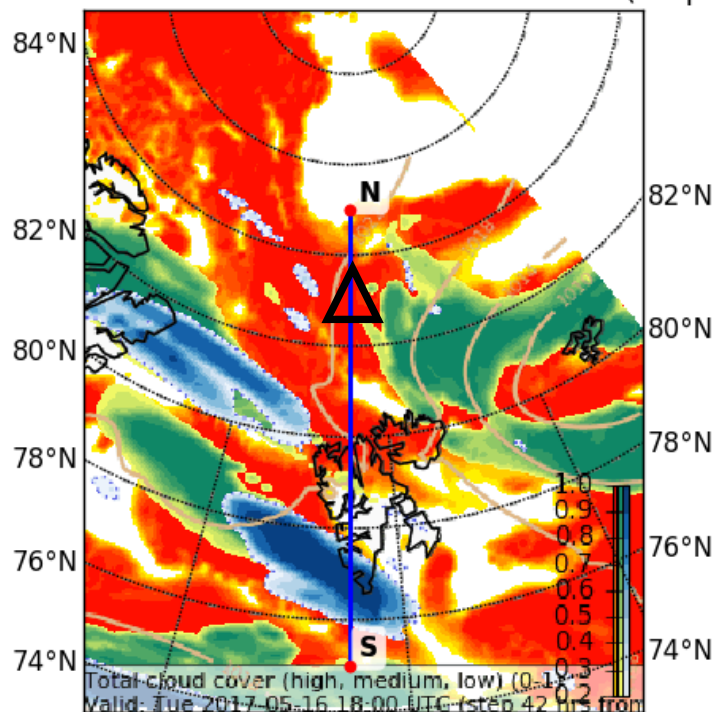 84°N
N
82°N
82°N
1019
80°N
80°N
78°N
78°N
1.0
0.9
0.8
76°N
76°N
0.7
0.6
0.5
0.4
S
74°N
74°N
0.3
Total cloud cover (high, medium, low) (0-1)
0.2
Valid: Tue 2017-05-16 18:00 UTC (step 42 hrs from